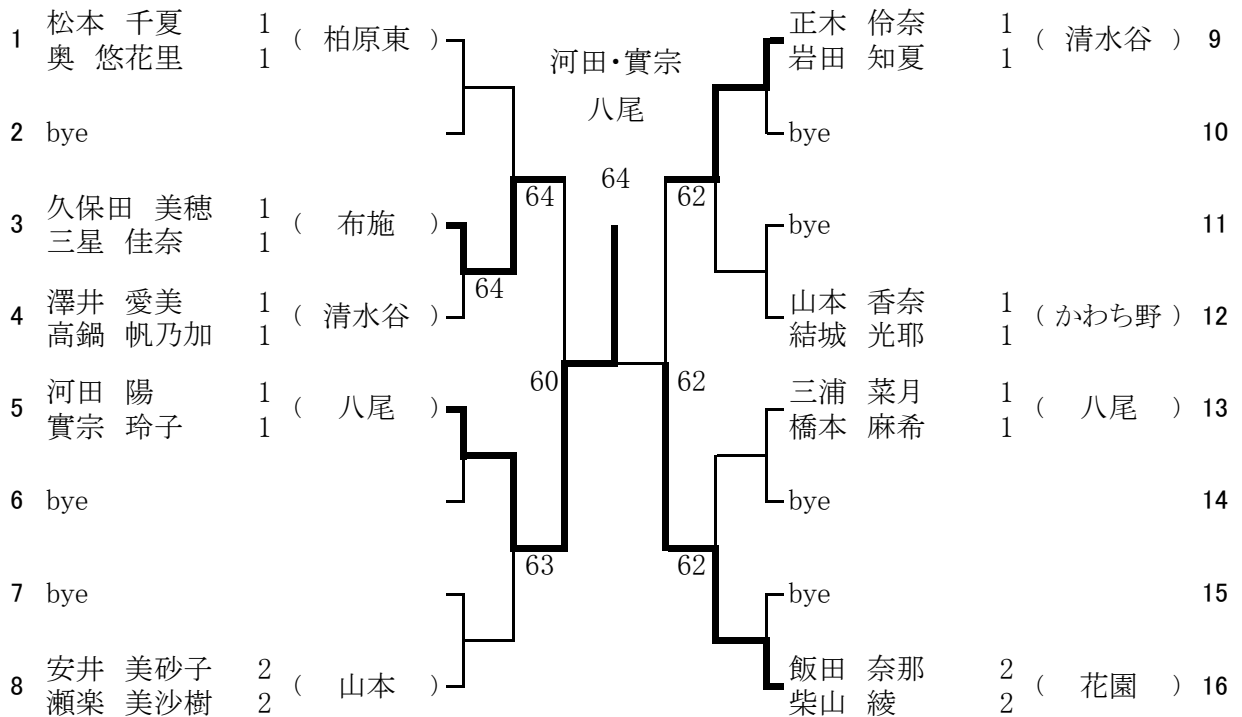 1 松本 千夏 1 ( 柏原東 )
奥 悠花里 1
2 bye
3 久保田 美穂 1 ( 布施 )
三星 佳奈 1
4 澤井 愛美 1 ( 清水谷 )
高鍋 帆乃加 1
5 河田 陽 1 ( 八尾 )
實宗 玲子 1
6 bye
7 bye
8 安井 美砂子 2 ( 山本 )
瀬楽 美沙樹 2
河田・實宗
八尾
64
64
64
60
63
62
62
62
正木 伶奈 1 ( 清水谷 ) 9
岩田 知夏 1
bye 10
bye 11
山本 香奈 1 ( かわち野 ) 12
結城 光耶 1
三浦 菜月 1 ( 八尾 ) 13
橋本 麻希 1
bye 14
bye 15
飯田 奈那 2 ( 花園 ) 16
柴山 綾 2